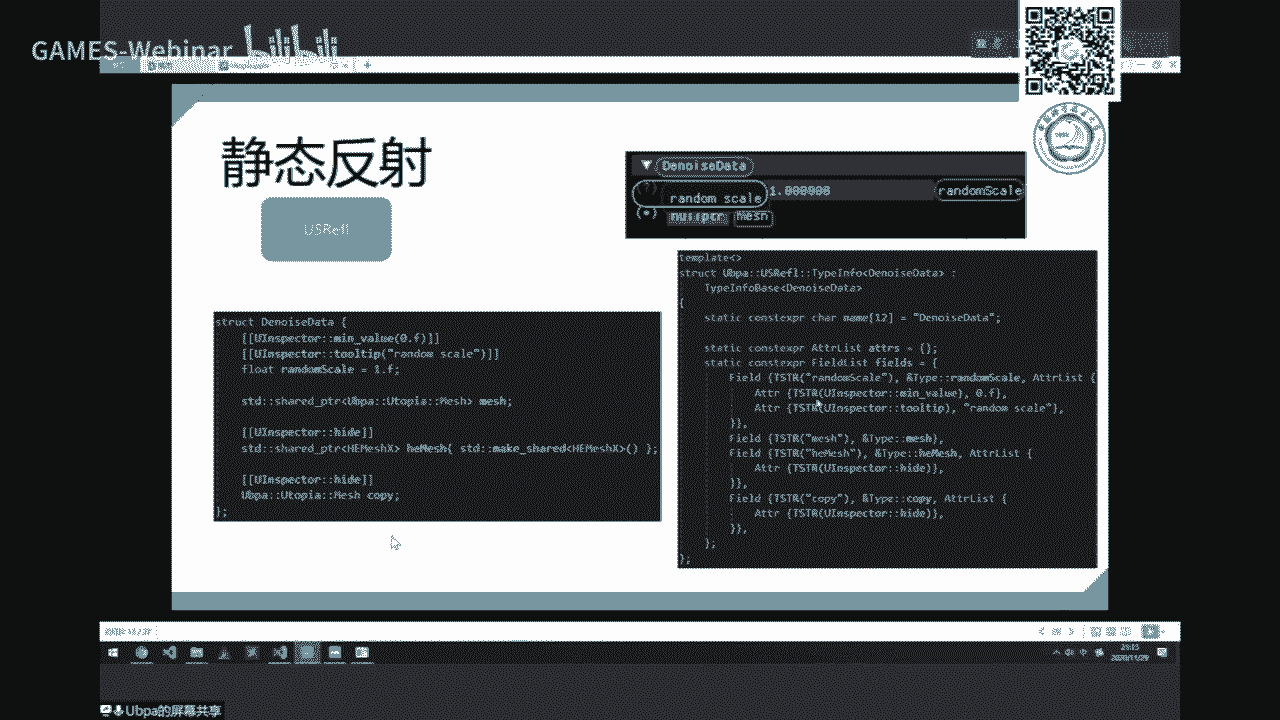 GAMES-Webinar bilibili
静态反射
USRefl
DenoiseData
random scale 1.000000 randomScale
nullptr mesh
struct DenoiseData {
[[UInspector::min_value(0.f)]]
[[UInspector::tooltip("random scale")]]
float randomScale = 1.f;
std::shared_ptr<Ubpa::Utopia::Mesh> mesh;
[[UInspector::hide]]
std::shared_ptr<HEMeshX> heMesh{ std::make_shared<HEMeshX>() };
[[UInspector::hide]]
Ubpa::Utopia::Mesh copy;
};
template<>
struct Ubpa::USRefl::TypeInfo<DenoiseData> :
TypeInfoBase<DenoiseData>
{
static constexpr char name[12] = "DenoiseData";
static constexpr AttrList attrs = {};
static constexpr FieldList fields = {
Field {TSTR("randomScale"), &Type::randomScale, AttrList {
Attr {TSTR(UInspector::min_value), 0.f},
Attr {TSTR(UInspector::tooltip), "random scale"},
}},
Field {TSTR("mesh"), &Type::mesh},
Field {TSTR("heMesh"), &Type::heMesh, AttrList {
Attr {TSTR(UInspector::hide)},
}},
Field {TSTR("copy"), &Type::copy, AttrList {
Attr {TSTR(UInspector::hide)},
}},
};
};
2020/11/29
Ubpa的屏幕共享